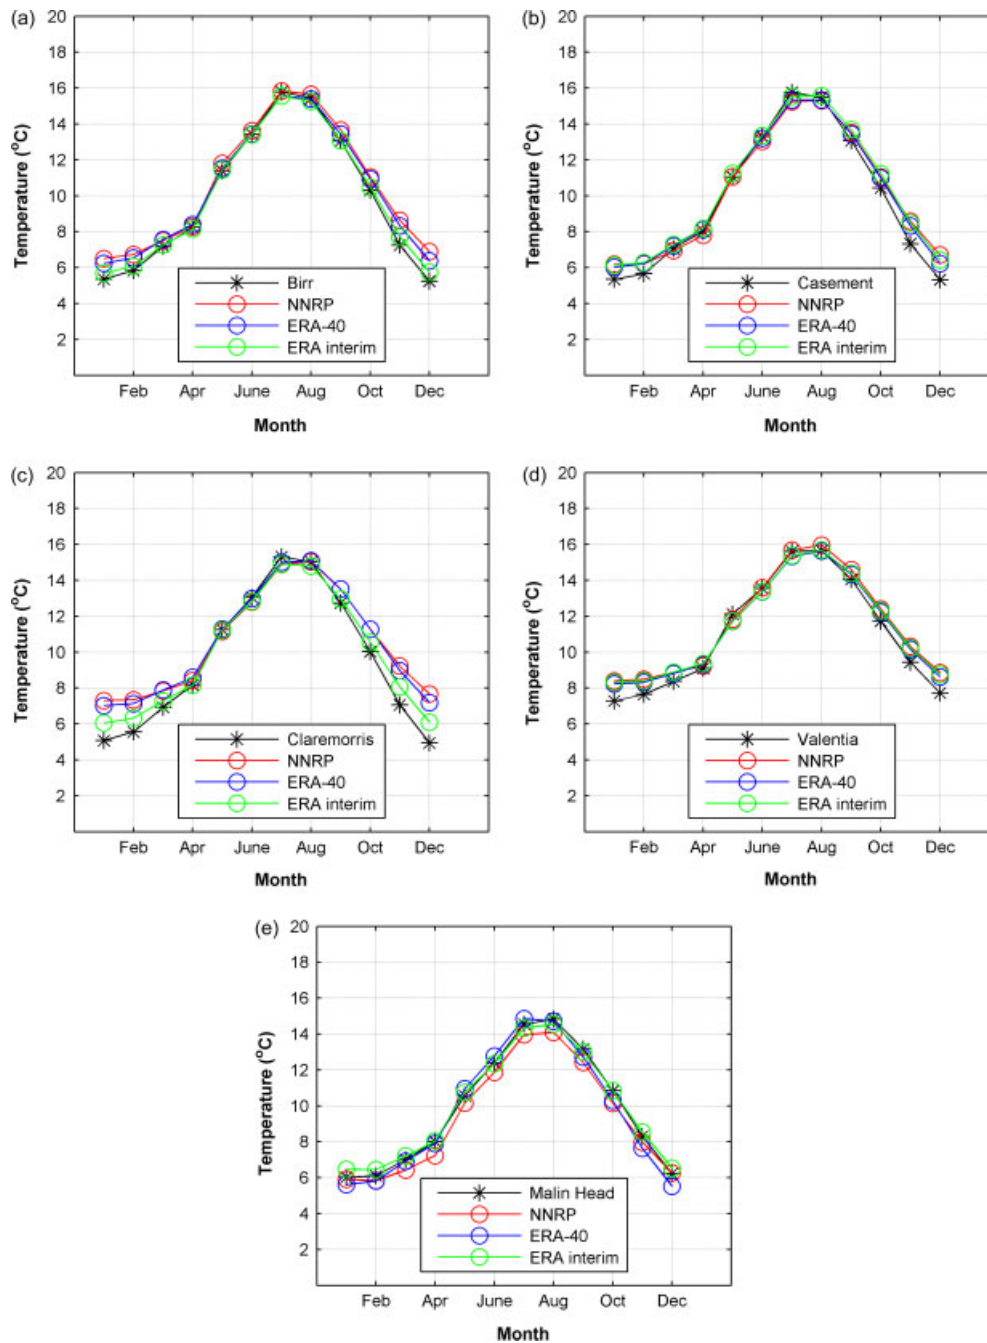 (a)
20
18
16
14
12
10
8
6
4
2
Temperature (°C)
Birr
NNRP
ERA-40
ERA interim
Feb Apr June Aug Oct Dec
Month
(b)
20
18
16
14
12
10
8
6
4
2
Temperature (°C)
Casement
NNRP
ERA-40
ERA interim
Feb Apr June Aug Oct Dec
Month
(c)
20
18
16
14
12
10
8
6
4
2
Temperature (°C)
Claremorris
NNRP
ERA-40
ERA interim
Feb Apr June Aug Oct Dec
Month
(d)
20
18
16
14
12
10
8
6
4
2
Temperature (°C)
Valentia
NNRP
ERA-40
ERA interim
Feb Apr June Aug Oct Dec
Month
(e)
20
18
16
14
12
10
8
6
4
2
Temperature (°C)
Malin Head
NNRP
ERA-40
ERA interim
Feb Apr June Aug Oct Dec
Month